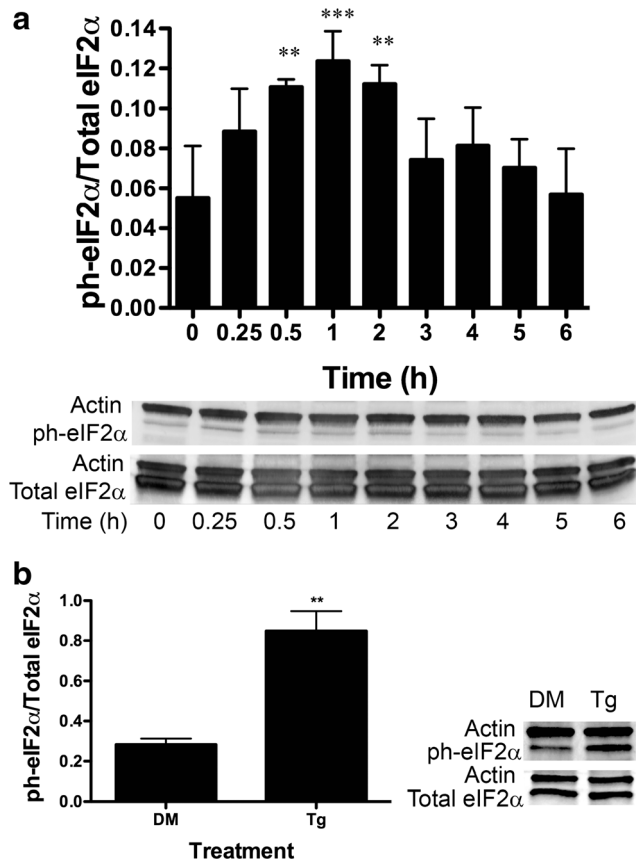 a
ph-eIF2α/Total eIF2α
0.14
0.12
0.10
0.08
0.06
0.04
0.02
0.00
** *** **
0 0.25 0.5 1 2 3 4 5 6
Time (h)
Actin
ph-eIF2α
Actin
Total eIF2α
Time (h) 0 0.25 0.5 1 2 3 4 5 6
b
ph-eIF2α/Total eIF2α
1.0
0.8
0.6
0.4
0.2
0.0
**
DM Tg
Treatment
DM Tg
Actin
ph-eIF2α
Actin
Total eIF2α